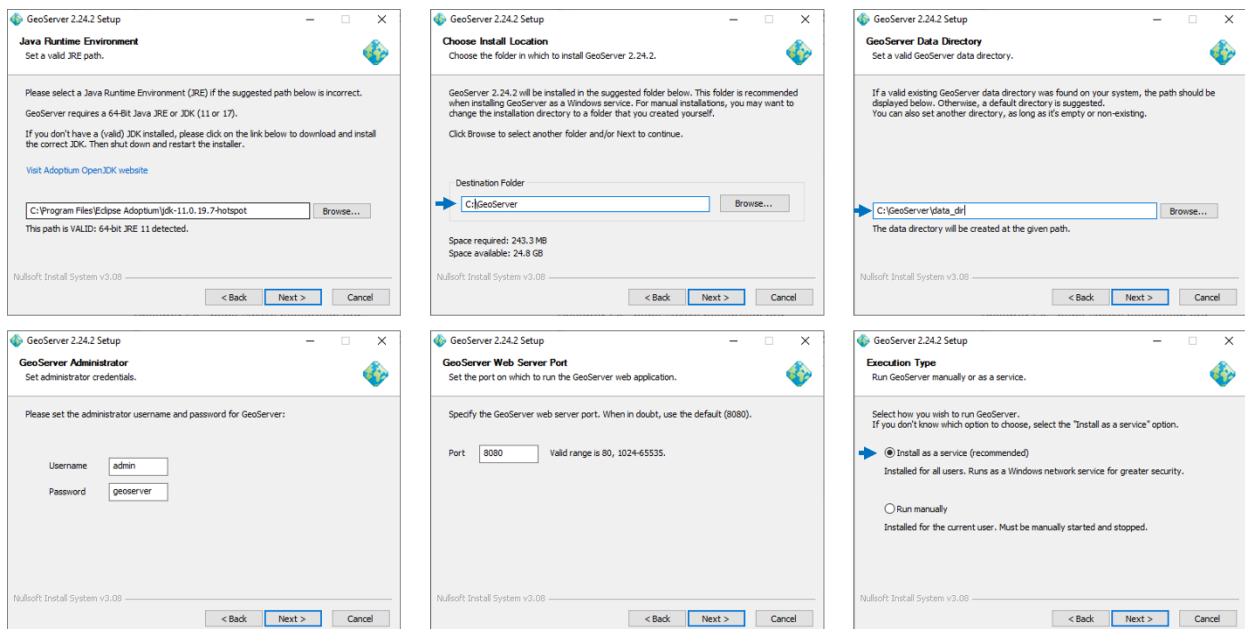 GeoServer 2.24.2 Setup
Java Runtime Environment
Set a valid JRE path.
Please select a Java Runtime Environment (JRE) if the suggested path below is incorrect.
GeoServer requires a 64-Bit Java JRE or JDK (11 or 17).
If you don't have a (valid) JDK installed, please click on the link below to download and install
the correct JDK. Then shut down and restart the installer.
Visit Adoptium OpenJDK website
C:\Program Files\Eclipse Adoptium\jdk-11.0.19.7-hotspot
Browse...
This path is VALID: 64-bit JRE 11 detected.
Nullsoft Install System v3.08
< Back
Next >
Cancel
GeoServer 2.24.2 Setup
Choose Install Location
Choose the folder in which to install GeoServer 2.24.2.
GeoServer 2.24.2 will be installed in the suggested folder below. This folder is recommended
when installing GeoServer as a Windows service. For manual installations, you may want to
change the installation directory to a folder that you created yourself.
Click Browse to select another folder and/or Next to continue.
Destination Folder
C:\GeoServer
Browse...
Space required: 243.3 MB
Space available: 24.8 GB
Nullsoft Install System v3.08
< Back
Next >
Cancel
GeoServer 2.24.2 Setup
GeoServer Data Directory
Set a valid GeoServer data directory.
If a valid existing GeoServer data directory was found on your system, the path should be
displayed below. Otherwise, a default directory is suggested.
You can also set another directory, as long as it's empty or non-existing.
C:\GeoServer\data_dir
Browse...
The data directory will be created at the given path.
Nullsoft Install System v3.08
< Back
Next >
Cancel
GeoServer 2.24.2 Setup
GeoServer Administrator
Set administrator credentials.
Please set the administrator username and password for GeoServer:
Username
admin
Password
geoserver
Nullsoft Install System v3.08
< Back
Next >
Cancel
GeoServer 2.24.2 Setup
GeoServer Web Server Port
Set the port on which to run the GeoServer web application.
Specify the GeoServer web server port. When in doubt, use the default (8080).
Port
8080
Valid range is 80, 1024-65535.
Nullsoft Install System v3.08
< Back
Next >
Cancel
GeoServer 2.24.2 Setup
Execution Type
Run GeoServer manually or as a service.
Select how you wish to run GeoServer.
If you don't know which option to choose, select the "Install as a service" option.
Install as a service (recommended)
Installed for all users. Runs as a Windows network service for greater security.
Run manually
Installed for the current user. Must be manually started and stopped.
Nullsoft Install System v3.08
< Back
Next >
Cancel